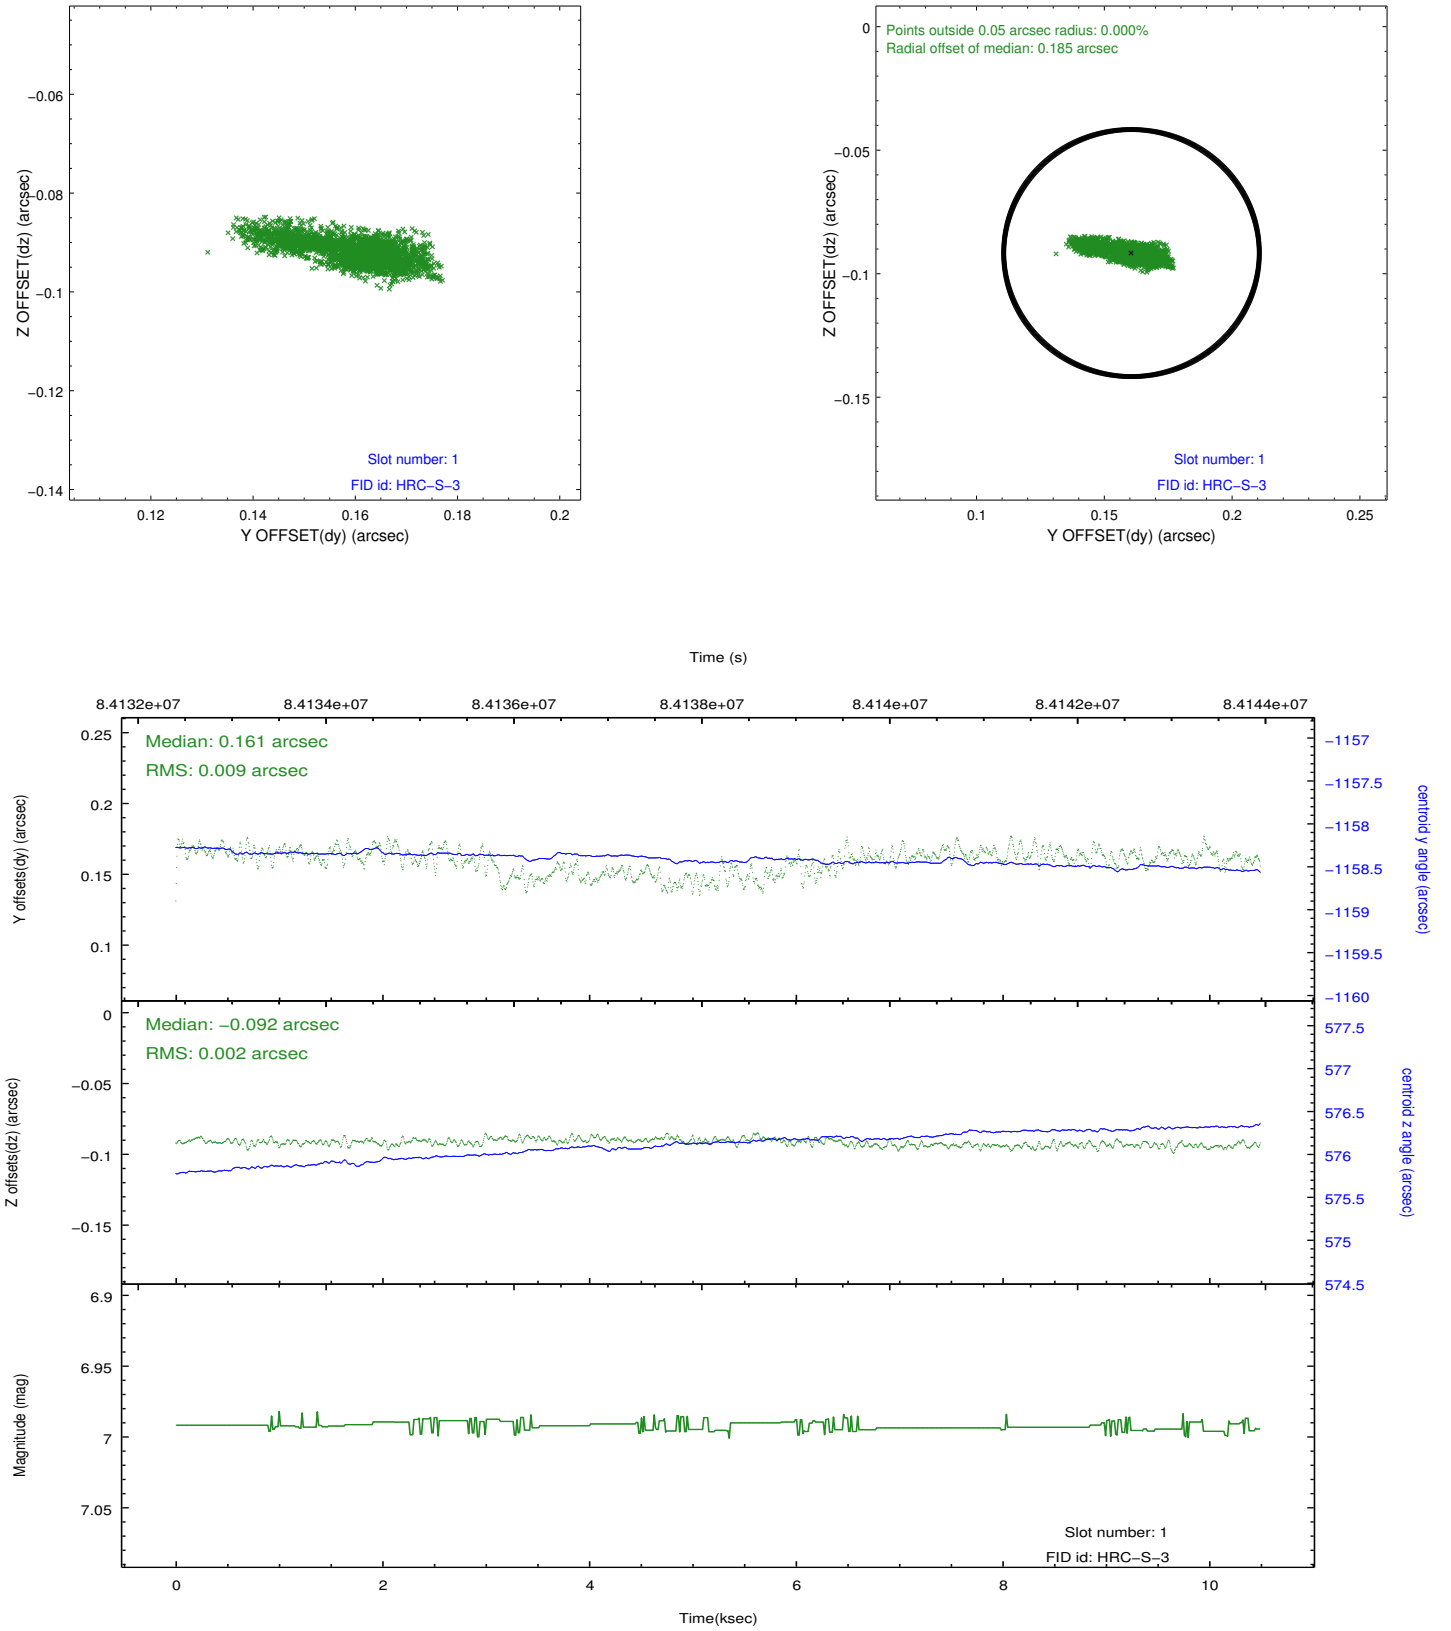 −0.06
−0.08
−0.1
−0.12
−0.14
Z OFFSET(dz) (arcsec)
Slot number: 1
FID id: HRC−S−3
0.12 0.14 0.16 0.18 0.2
Y OFFSET(dy) (arcsec)
Points outside 0.05 arcsec radius: 0.000%
Radial offset of median: 0.185 arcsec
0
−0.05
−0.1
−0.15
Z OFFSET(dz) (arcsec)
Slot number: 1
FID id: HRC−S−3
0.1 0.15 0.2 0.25
Y OFFSET(dy) (arcsec)
Time (s)
8.4132e+07 8.4134e+07 8.4136e+07 8.4138e+07 8.414e+07 8.4142e+07 8.4144e+07
Median: 0.161 arcsec
RMS: 0.009 arcsec
0.25
0.2
0.15
0.1
Y offsets(dy) (arcsec)
−1157
−1157.5
−1158
−1158.5
−1159
−1159.5
−1160
centroid y angle (arcsec)
Median: −0.092 arcsec
RMS: 0.002 arcsec
0
−0.05
−0.1
−0.15
Z offsets(dz) (arcsec)
577.5
577
576.5
576
575.5
575
574.5
centroid z angle (arcsec)
6.9
6.95
7
7.05
Magnitude (mag)
Slot number: 1
FID id: HRC−S−3
0 2 4 6 8 10
Time(ksec)